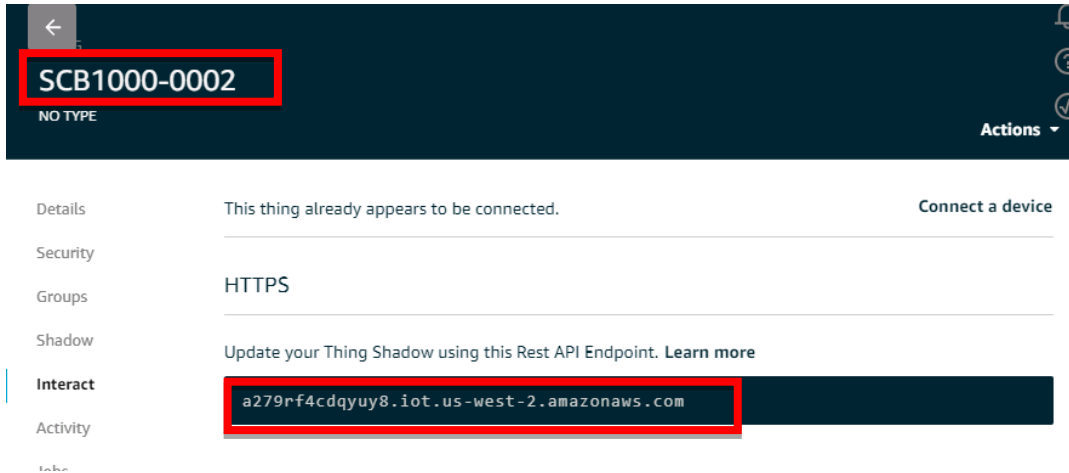 SCB1000-0002
NO TYPE
Actions
Details
This thing already appears to be connected.
Connect a device
Security
HTTPS
Groups
Shadow
Update your Thing Shadow using this Rest API Endpoint. Learn more
Interact
a279rf4cdqyuy8.iot.us-west-2.amazonaws.com
Activity
Jobs